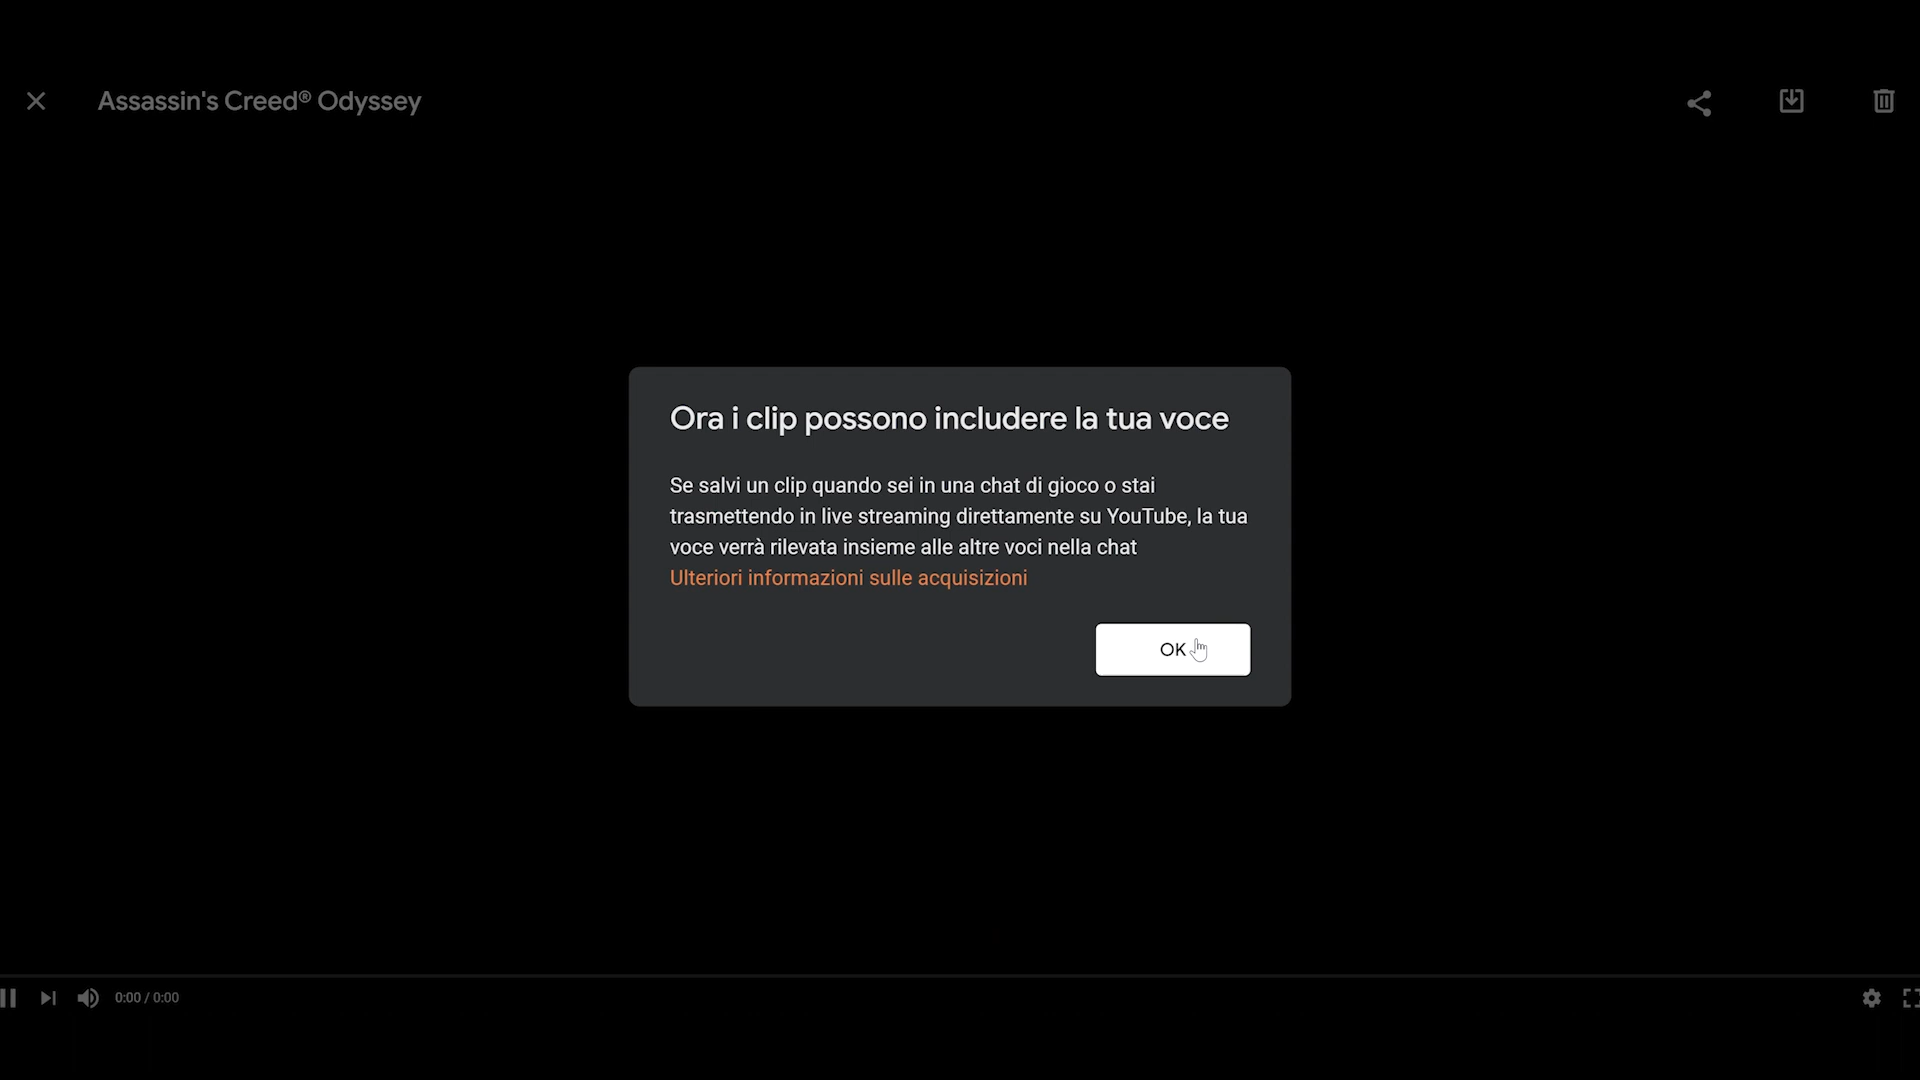 Assassin's Creed® Odyssey
Ora i clip possono includere la tua voce
Se salvi un clip quando sei in una chat di gioco o stai
trasmettendo in live streaming direttamente su YouTube, la tua
voce verrà rilevata insieme alle altre voci nella chat
Ulteriori informazioni sulle acquisizioni
OK
0:00 / 0:00